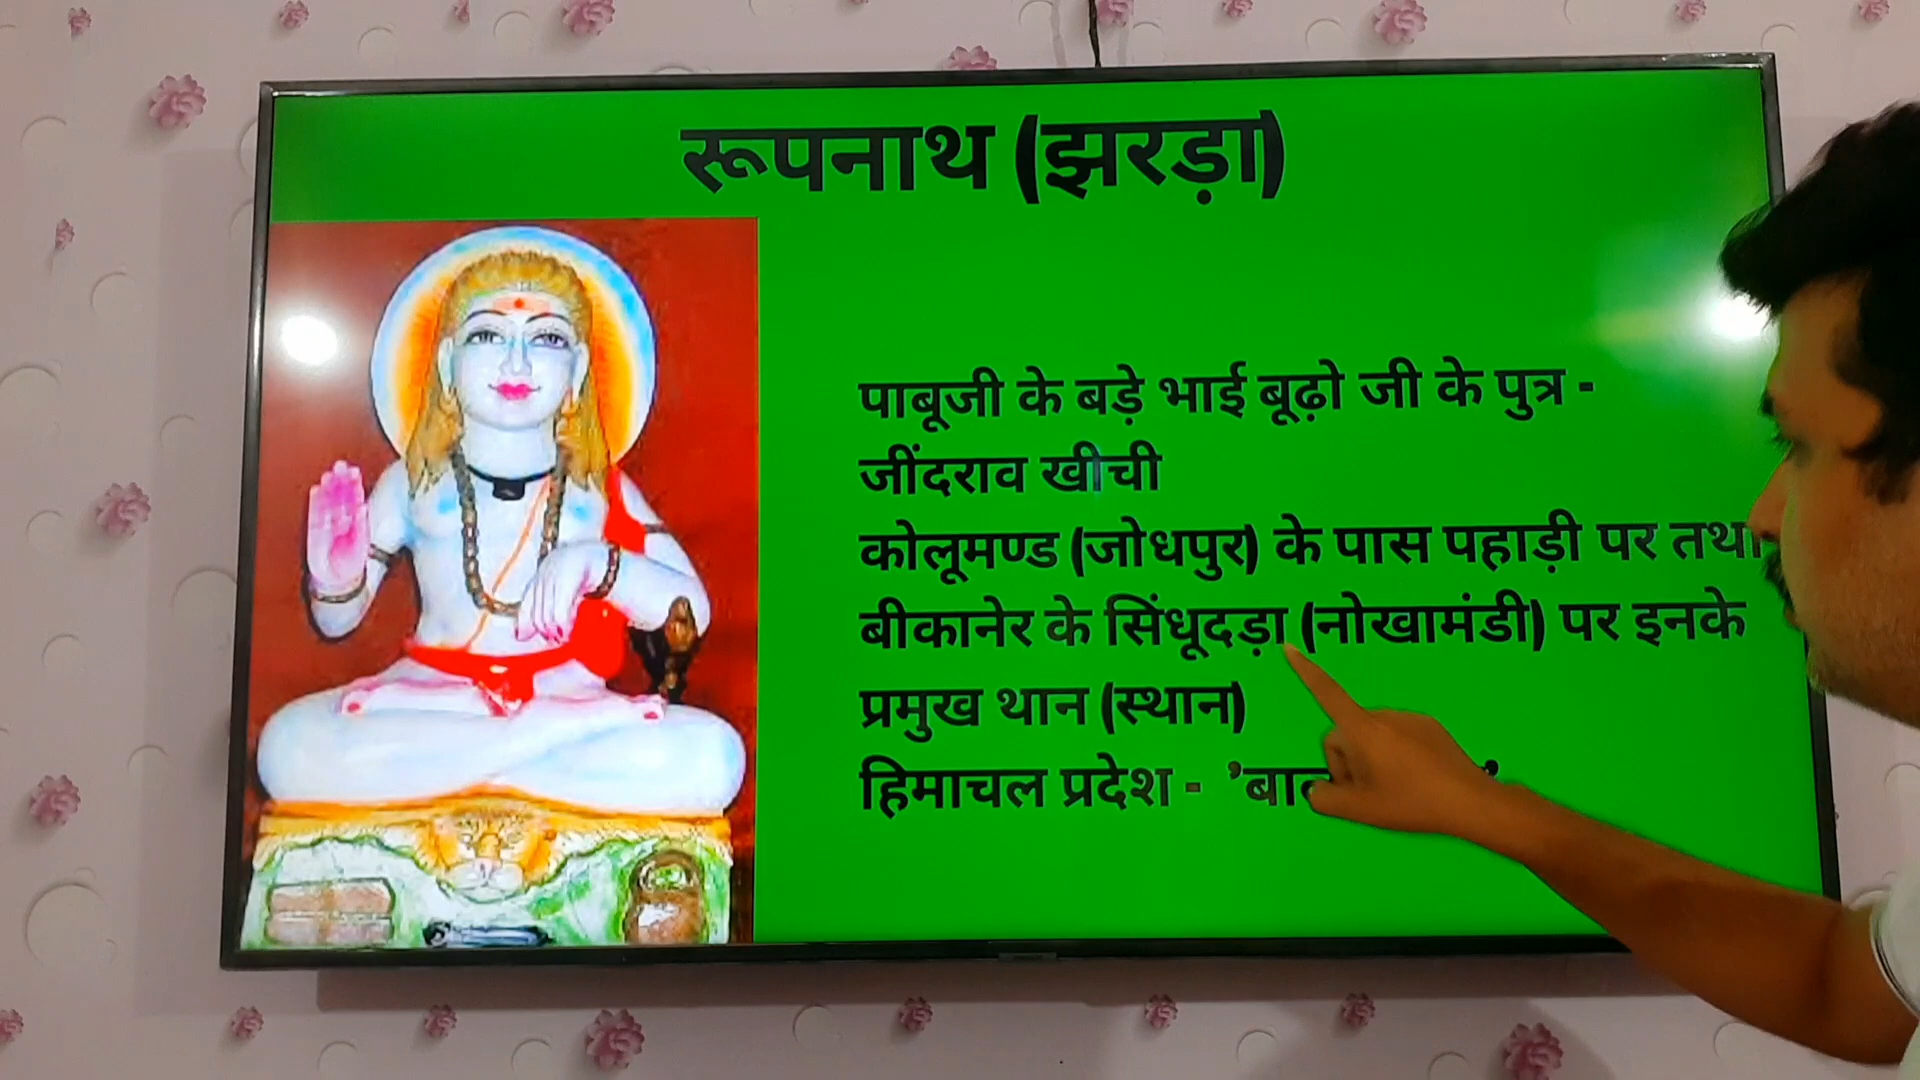 रूपनाथ (झरड़ा)
पाबूजी के बड़े भाई बूढ़ो जी के पुत्र -
जींदराव खीची
कोलूमण्ड (जोधपुर) के पास पहाड़ी पर तथा
बीकानेर के सिंधूदड़ा (नोखामंडी) पर इनके
प्रमुख थान (स्थान)
हिमाचल प्रदेश - '